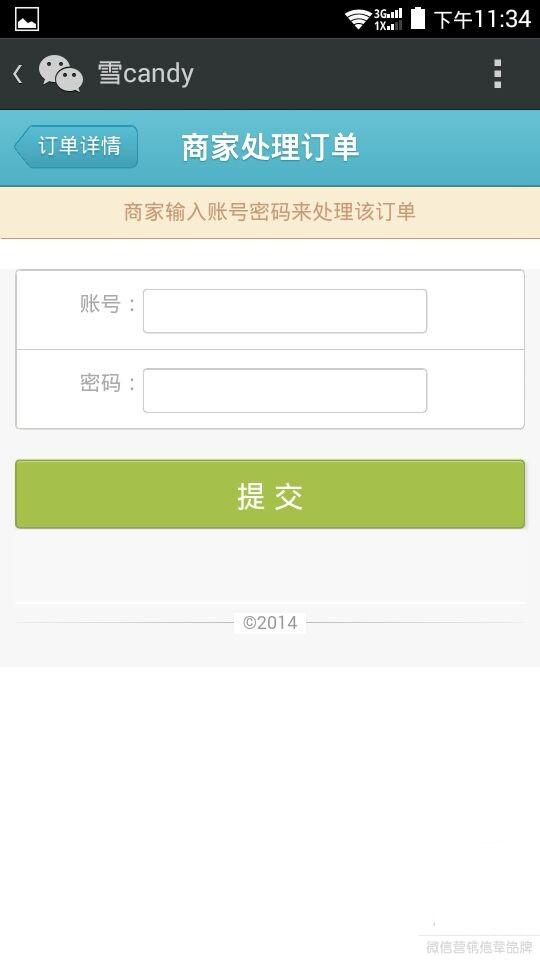 3G
1X
下午11:34
雪candy
订单详情
商家处理订单
商家输入账号密码来处理该订单
账号：
密码：
提 交
©2014
微信营销信荤品牌